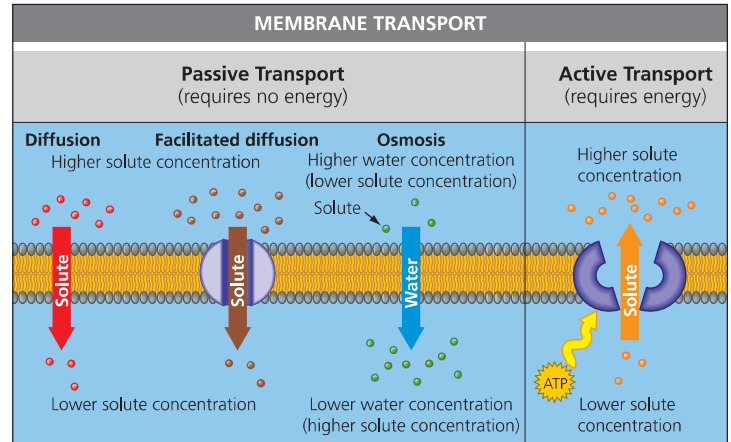 MEMBRANE TRANSPORT
Passive Transport
(requires no energy)
Active Transport
(requires energy)
Diffusion
Facilitated diffusion
Higher solute concentration
Osmosis
Higher water concentration
(lower solute concentration)
Solute
Higher solute
concentration
Solute
Solute
Water
Solute
ATP
Lower solute concentration
Lower water concentration
(higher solute concentration)
Lower solute
concentration